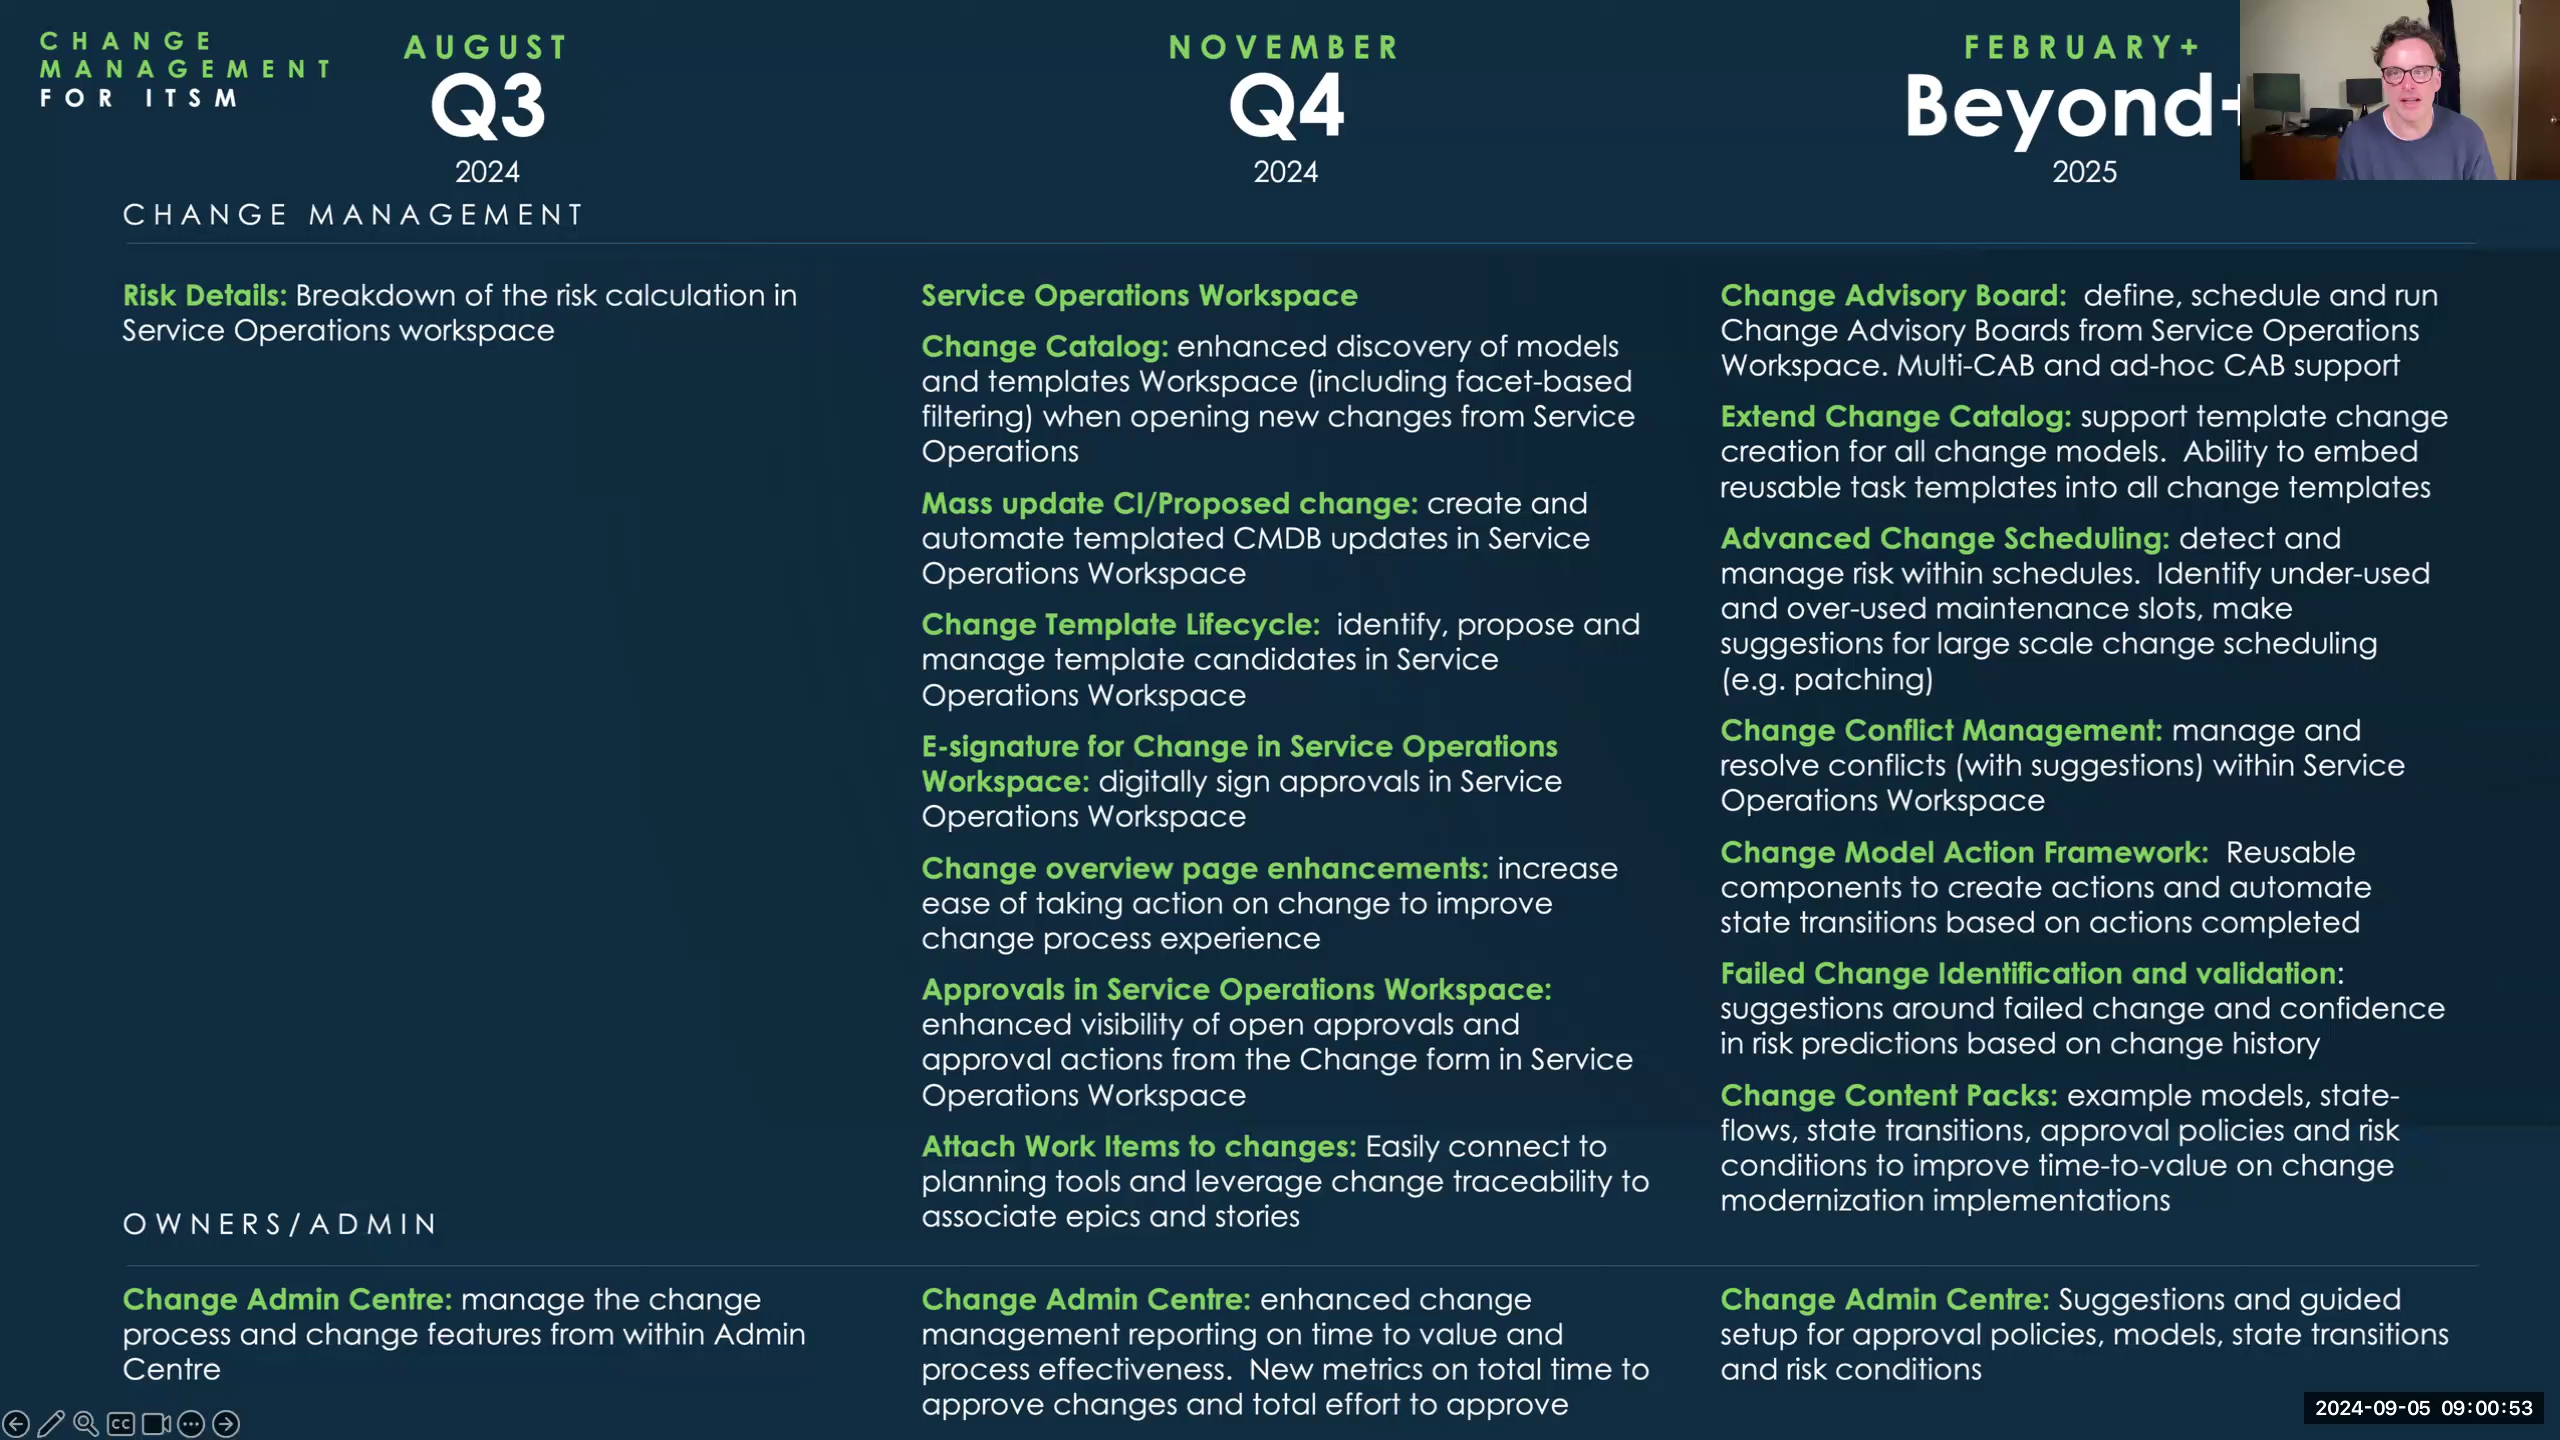 CHANGE
MANAGEMENT
FOR ITSM
AUGUST
Q3
2024
NOVEMBER
Q4
2024
FEBRUARY+
Beyond+
2025
CHANGE MANAGEMENT
Risk Details: Breakdown of the risk calculation in
Service Operations workspace
Service Operations Workspace
Change Catalog: enhanced discovery of models
and templates Workspace (including facet-based
filtering) when opening new changes from Service
Operations
Mass update CI/Proposed change: create and
automate templated CMDB updates in Service
Operations Workspace
Change Template Lifecycle:  identify, propose and
manage template candidates in Service
Operations Workspace
E-signature for Change in Service Operations
Workspace: digitally sign approvals in Service
Operations Workspace
Change overview page enhancements: increase
ease of taking action on change to improve
change process experience
Approvals in Service Operations Workspace:
enhanced visibility of open approvals and
approval actions from the Change form in Service
Operations Workspace
Attach Work Items to changes: Easily connect to
planning tools and leverage change traceability to
associate epics and stories
Change Advisory Board:  define, schedule and run
Change Advisory Boards from Service Operations
Workspace. Multi-CAB and ad-hoc CAB support
Extend Change Catalog: support template change
creation for all change models.  Ability to embed
reusable task templates into all change templates
Advanced Change Scheduling: detect and
manage risk within schedules.  Identify under-used
and over-used maintenance slots, make
suggestions for large scale change scheduling
(e.g. patching)
Change Conflict Management: manage and
resolve conflicts (with suggestions) within Service
Operations Workspace
Change Model Action Framework:  Reusable
components to create actions and automate
state transitions based on actions completed
Failed Change Identification and validation:
suggestions around failed change and confidence
in risk predictions based on change history
Change Content Packs: example models, state-
flows, state transitions, approval policies and risk
conditions to improve time-to-value on change
modernization implementations
OWNERS/ADMIN
Change Admin Centre: manage the change
process and change features from within Admin
Centre
Change Admin Centre: enhanced change
management reporting on time to value and
process effectiveness.  New metrics on total time to
approve changes and total effort to approve
Change Admin Centre: Suggestions and guided
setup for approval policies, models, state transitions
and risk conditions
CC
2024-09-05 09:00:53